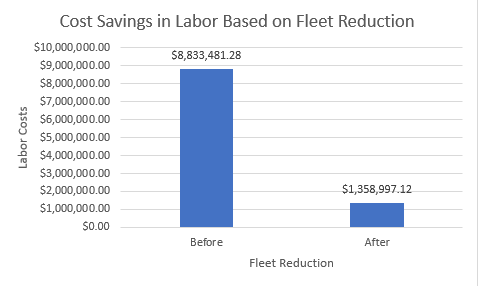 Cost Savings in Labor Based on Fleet Reduction
$10,000,000.00
$9,000,000.00
$8,000,000.00
$7,000,000.00
$6,000,000.00
$5,000,000.00
$4,000,000.00
$3,000,000.00
$2,000,000.00
$1,000,000.00
$0.00
Labor Costs
$8,833,481.28
$1,358,997.12
Before
After
Fleet Reduction